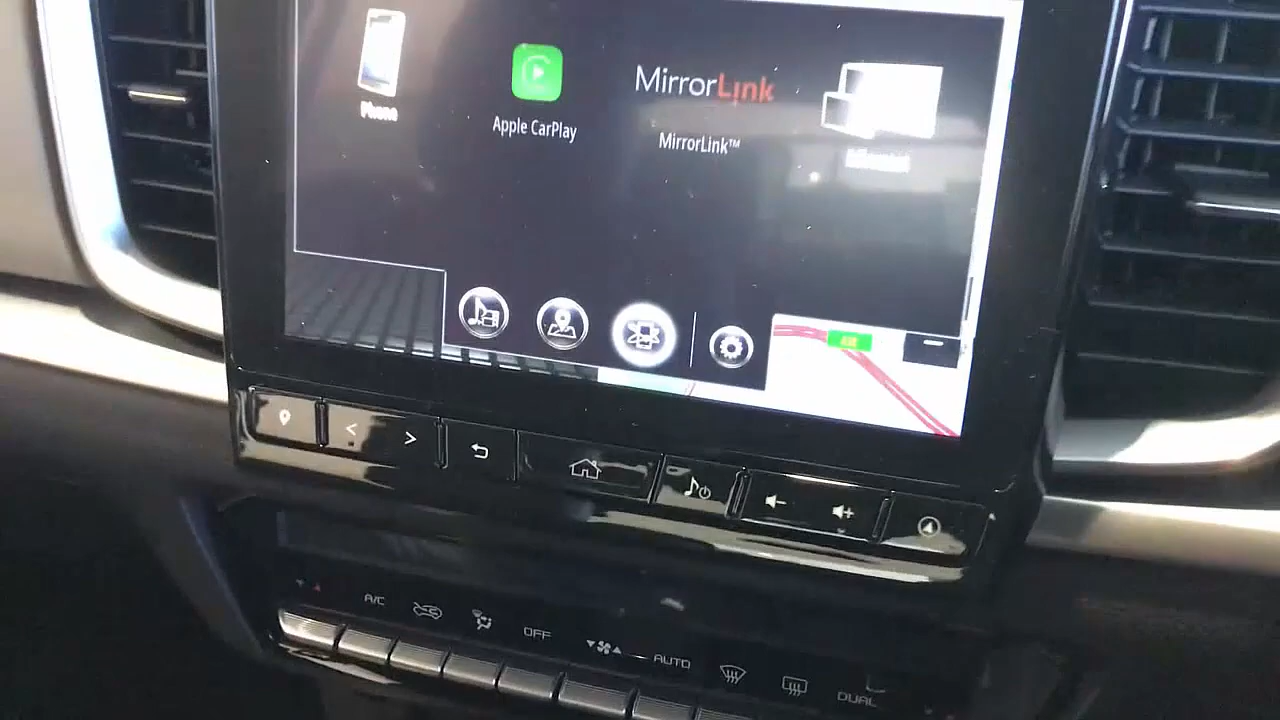 Phone
Apple CarPlay
MirrorLink
MirrorLink™
A/C
OFF
AUTO
DUAL